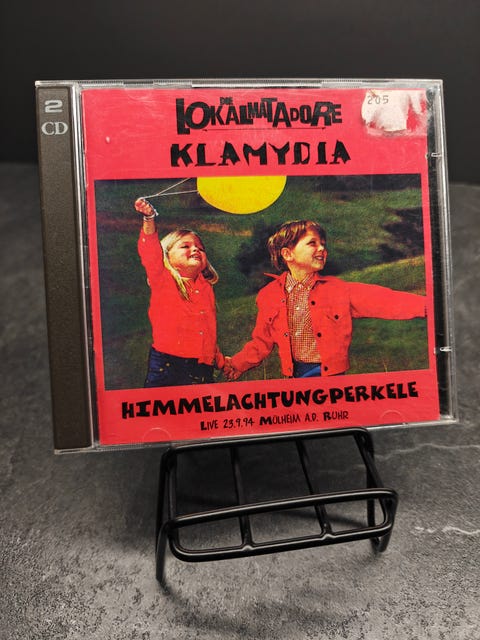 2
CD
DIE
LOKALMATADORE
205
KLAMYDIA
HIMMELACHTUNGPERKELE
LIVE 23.9.94 MÜLHEIM A.D. RUHR